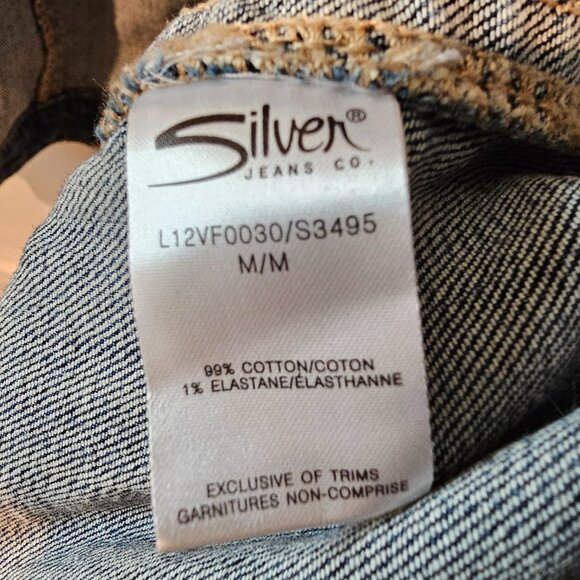 Silver®
JEANS CO.
L12VF0030/S3495
M/M
99% COTTON/COTON
1% ELASTANE/ÉLASTHANNE
EXCLUSIVE OF TRIMS
GARNITURES NON-COMPRISE